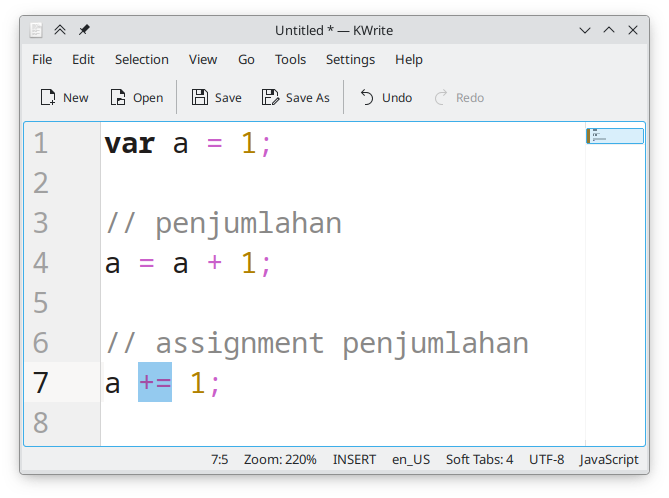 Untitled * — KWrite
File Edit Selection View Go Tools Settings Help
New Open Save Save As Undo Redo
1 var a = 1;
2
3 // penjumlahan
4 a = a + 1;
5
6 // assignment penjumlahan
7 a += 1;
8
7:5 Zoom: 220% INSERT en_US Soft Tabs: 4 UTF-8 JavaScript